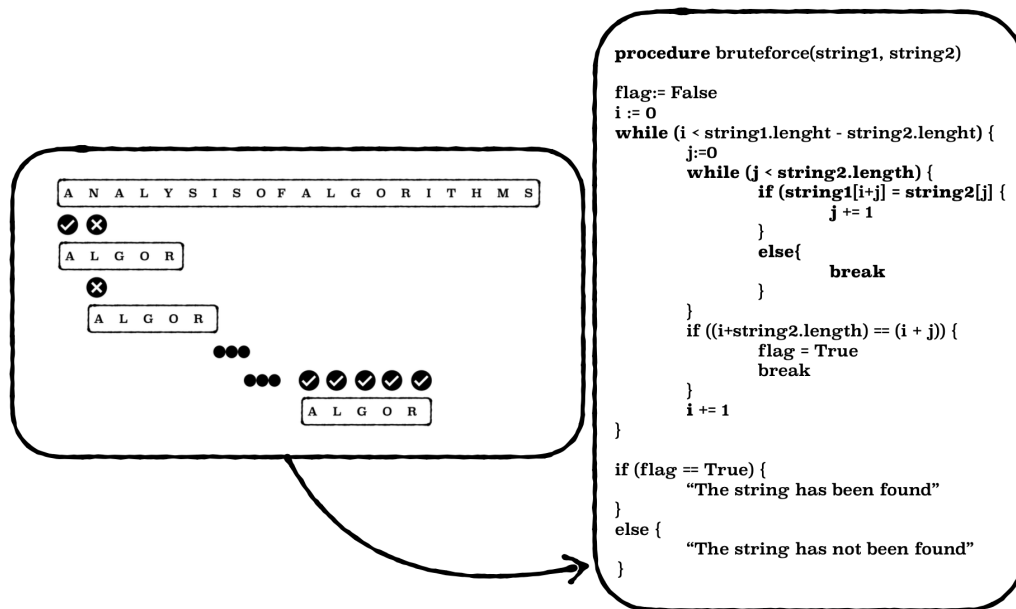 A N A L Y S I S O F A L G O R I T H M S
A L G O R
A L G O R
A L G O R
procedure bruteforce(string1, string2)
flag:= False
i := 0
while (i < string1.lenght - string2.lenght) {
j:=0
while (j < string2.length) {
if (string1[i+j] = string2[j] {
j += 1
}
else{
break
}
}
if ((i+string2.length) == (i + j)) {
flag = True
break
}
i += 1
}
if (flag == True) {
“The string has been found”
}
else {
“The string has not been found”
}